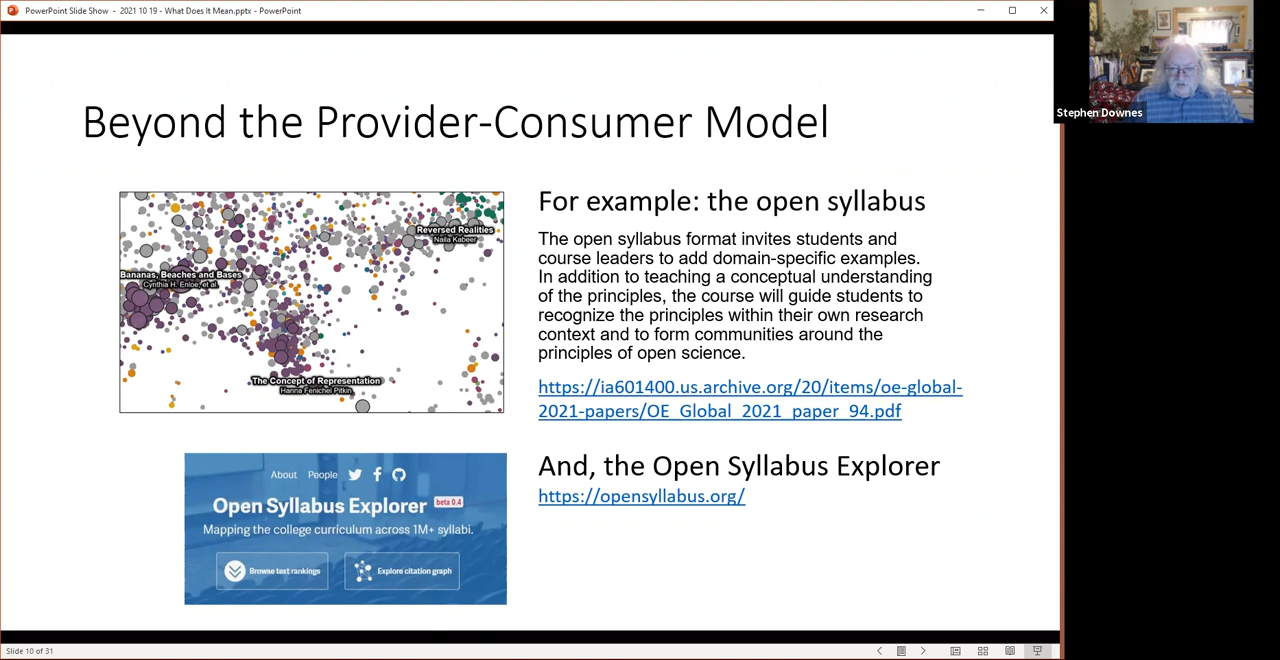 PowerPoint Slide Show - 2021 10 19 - What Does It Mean.pptx - PowerPoint
Stephen Downes
Beyond the Provider-Consumer Model
Reversed Realities
Naila Kabeer
Bananas, Beaches and Bases
Cynthia H. Enloe, et al.
The Concept of Representation
Hanna Fenichel Pitkin
For example: the open syllabus
The open syllabus format invites students and
course leaders to add domain-specific examples.
In addition to teaching a conceptual understanding
of the principles, the course will guide students to
recognize the principles within their own research
context and to form communities around the
principles of open science.
https://ia601400.us.archive.org/20/items/oe-global-
2021-papers/OE_Global_2021_paper_94.pdf
About People
Open Syllabus Explorer beta 0.4
Mapping the college curriculum across 1M+ syllabi.
Browse text rankings
Explore citation graph
And, the Open Syllabus Explorer
https://opensyllabus.org/
Slide 10 of 31